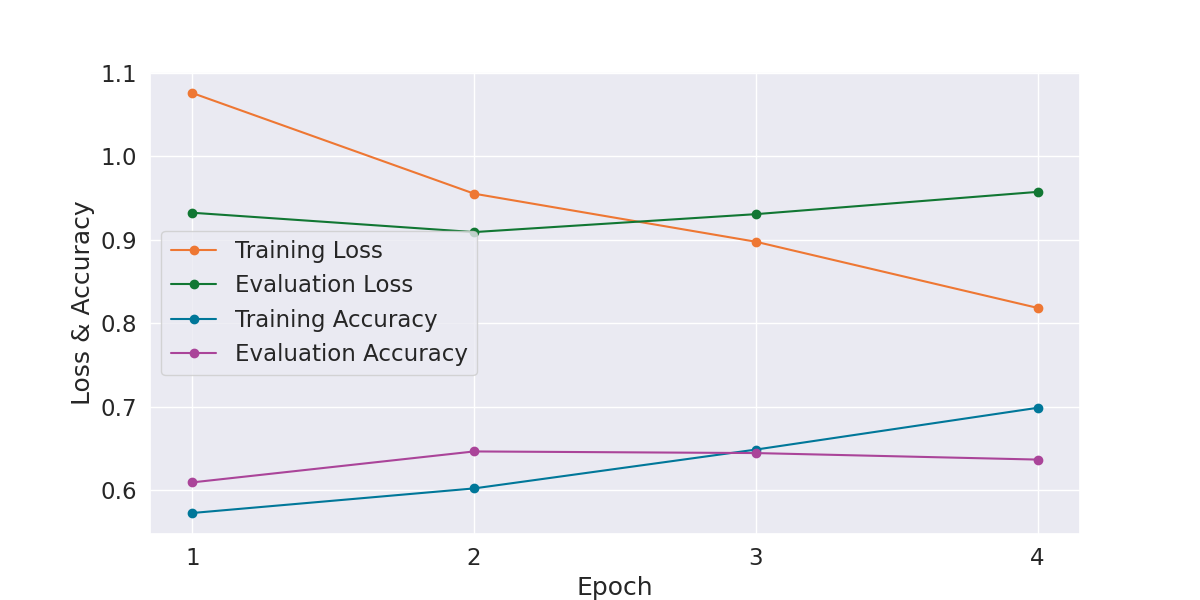 1.1
1.0
0.9
0.8
0.7
0.6
Loss & Accuracy
Training Loss
Evaluation Loss
Training Accuracy
Evaluation Accuracy
1 2 3 4
Epoch